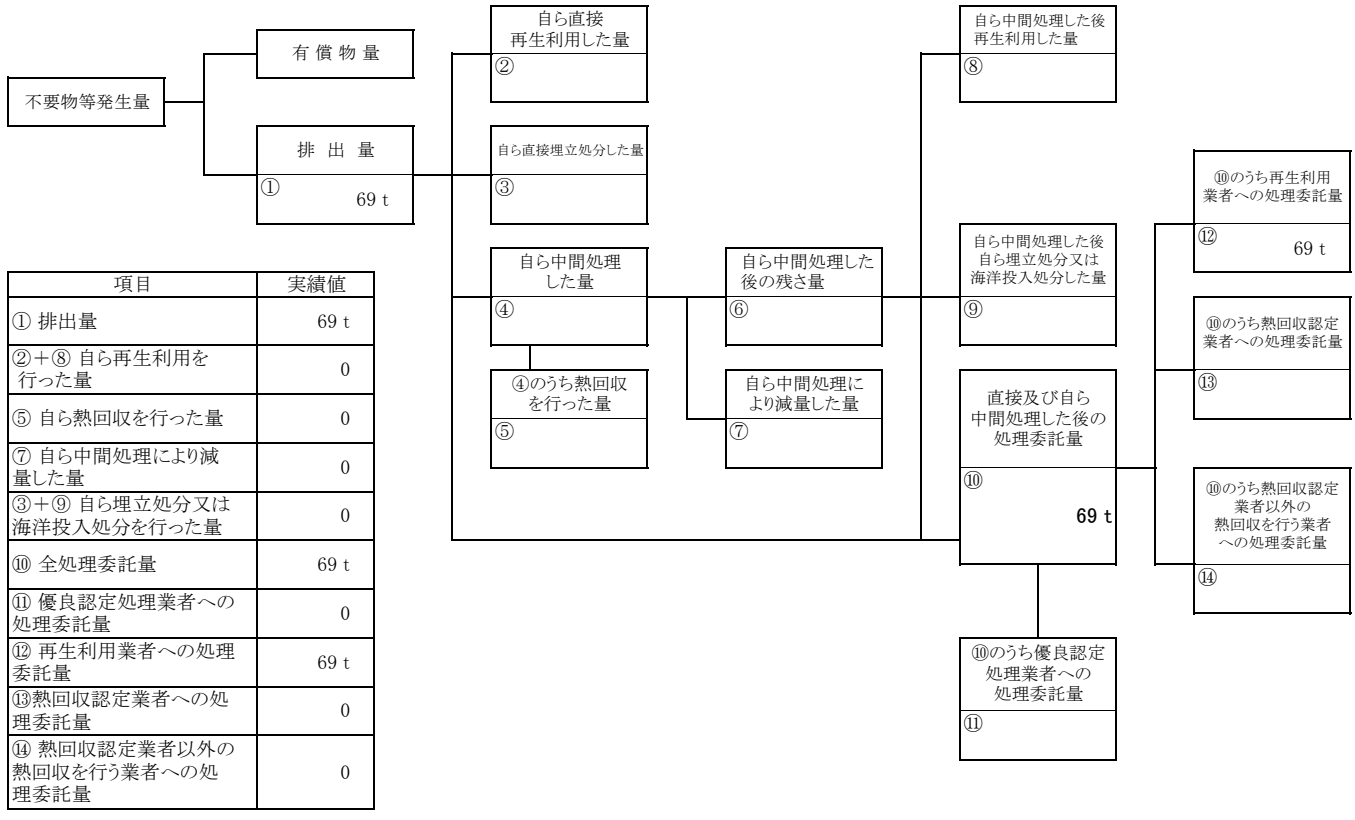 不要物等発生量
有 償 物 量
排 出 量
①
69 t
自ら直接
再生利用した量
②
自ら直接埋立処分した量
③
自ら中間処理
した量
④
④のうち熱回収
を行った量
⑤
自ら中間処理した
後の残さ量
⑥
自ら中間処理に
より減量した量
⑦
自ら中間処理した後
再生利用した量
⑧
自ら中間処理した後
自ら埋立処分又は
海洋投入処分した量
⑨
直接及び自ら
中間処理した後の
処理委託量
⑩
69 t
⑩のうち優良認定
処理業者への
処理委託量
⑪
⑩のうち再生利用
業者への処理委託量
⑫
69 t
⑩のうち熱回収認定
業者への処理委託量
⑬
⑩のうち熱回収認定
業者以外の
熱回収を行う業者
への処理委託量
⑭
項目 実績値
① 排出量 69 t
②＋⑧ 自ら再生利用を
行った量 0
⑤ 自ら熱回収を行った量 0
⑦ 自ら中間処理により減
量した量 0
③＋⑨ 自ら埋立処分又は
海洋投入処分を行った量 0
⑩ 全処理委託量 69 t
⑪ 優良認定処理業者への
処理委託量 0
⑫ 再生利用業者への処理
委託量 69 t
⑬熱回収認定業者への処
理委託量 0
⑭ 熱回収認定業者以外の
熱回収を行う業者への処
理委託量 0